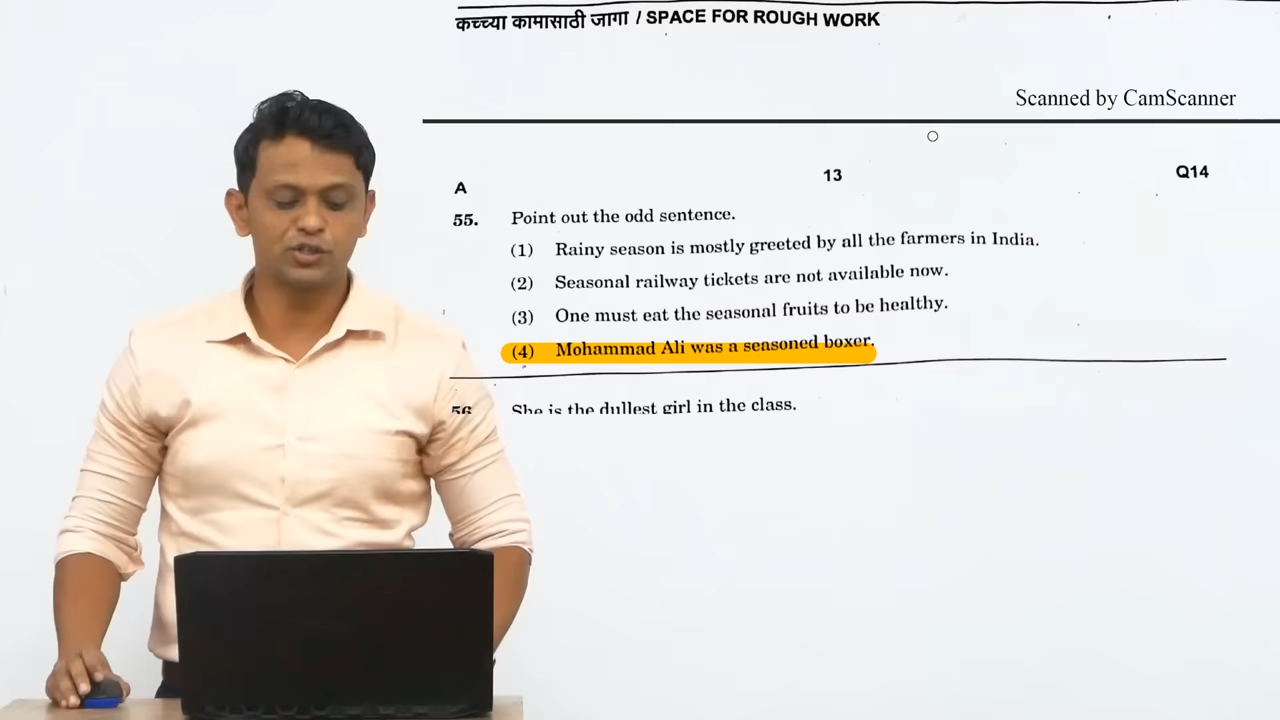 कच्च्या कामासाठी जागा / SPACE FOR ROUGH WORK
Scanned by CamScanner
A 13 Q14
55. Point out the odd sentence.
(1) Rainy season is mostly greeted by all the farmers in India.
(2) Seasonal railway tickets are not available now.
(3) One must eat the seasonal fruits to be healthy.
(4) Mohammad Ali was a seasoned boxer.
56 She is the dullest girl in the class.